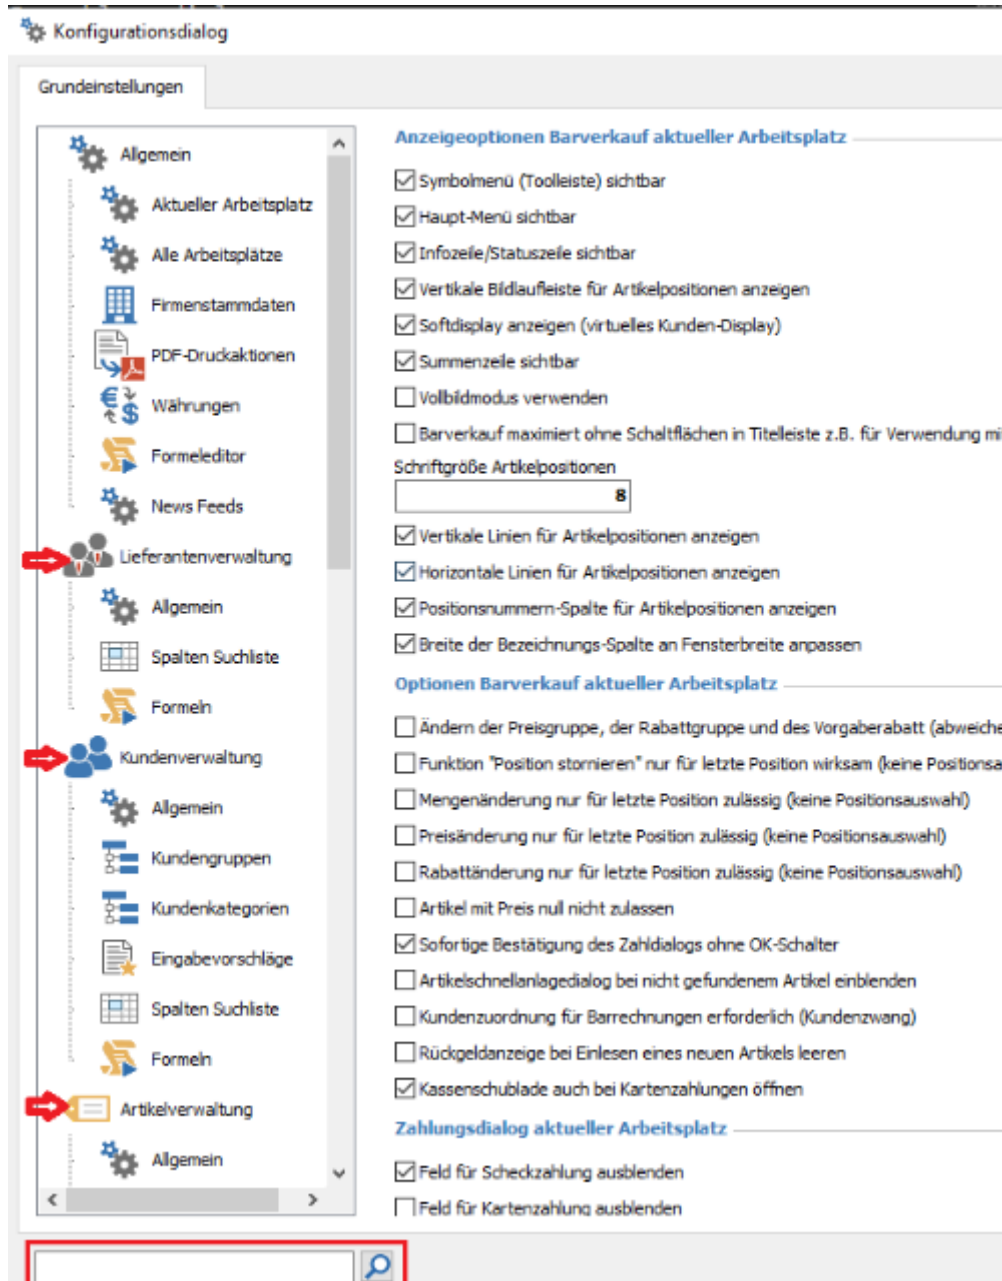 Konfigurationsdialog
Grundeinstellungen
Allgemein
Aktueller Arbeitsplatz
Alle Arbeitsplätze
Firmenstammdaten
PDF-Druckaktionen
Währungen
Formeleditor
News Feeds
Lieferantenverwaltung
Allgemein
Spalten Suchliste
Formeln
Kundenverwaltung
Allgemein
Kundengruppen
Kundenkategorien
Eingabevorschläge
Spalten Suchliste
Formeln
Artikelverwaltung
Allgemein
Anzeigeoptionen Barverkauf aktueller Arbeitsplatz
Symbolmenü (Toolleiste) sichtbar
Haupt-Menü sichtbar
Infozeile/Statuszeile sichtbar
Vertikale Bildlaufleiste für Artikelpositionen anzeigen
Softdisplay anzeigen (virtuelles Kunden-Display)
Summenzeile sichtbar
Vollbildmodus verwenden
Barverkauf maximiert ohne Schaltflächen in Titelleiste z.B. für Verwendung mi
Schriftgröße Artikelpositionen
8
Vertikale Linien für Artikelpositionen anzeigen
Horizontale Linien für Artikelpositionen anzeigen
Positionsnummern-Spalte für Artikelpositionen anzeigen
Breite der Bezeichnungs-Spalte an Fensterbreite anpassen
Optionen Barverkauf aktueller Arbeitsplatz
Ändern der Preisgruppe, der Rabattgruppe und des Vorgaberabatt (abweiche
Funktion "Position stornieren" nur für letzte Position wirksam (keine Positionsa
Mengenänderung nur für letzte Position zulässig (keine Positionsauswahl)
Preisänderung nur für letzte Position zulässig (keine Positionsauswahl)
Rabattänderung nur für letzte Position zulässig (keine Positionsauswahl)
Artikel mit Preis null nicht zulassen
Sofortige Bestätigung des Zahldialogs ohne OK-Schalter
Artikelschnellanlagedialog bei nicht gefundenem Artikel einblenden
Kundenzuordnung für Barrechnungen erforderlich (Kundenzwang)
Rückgeldanzeige bei Einlesen eines neuen Artikels leeren
Kassenschublade auch bei Kartenzahlungen öffnen
Zahlungsdialog aktueller Arbeitsplatz
Feld für Scheckzahlung ausblenden
Feld für Kartenzahlung ausblenden